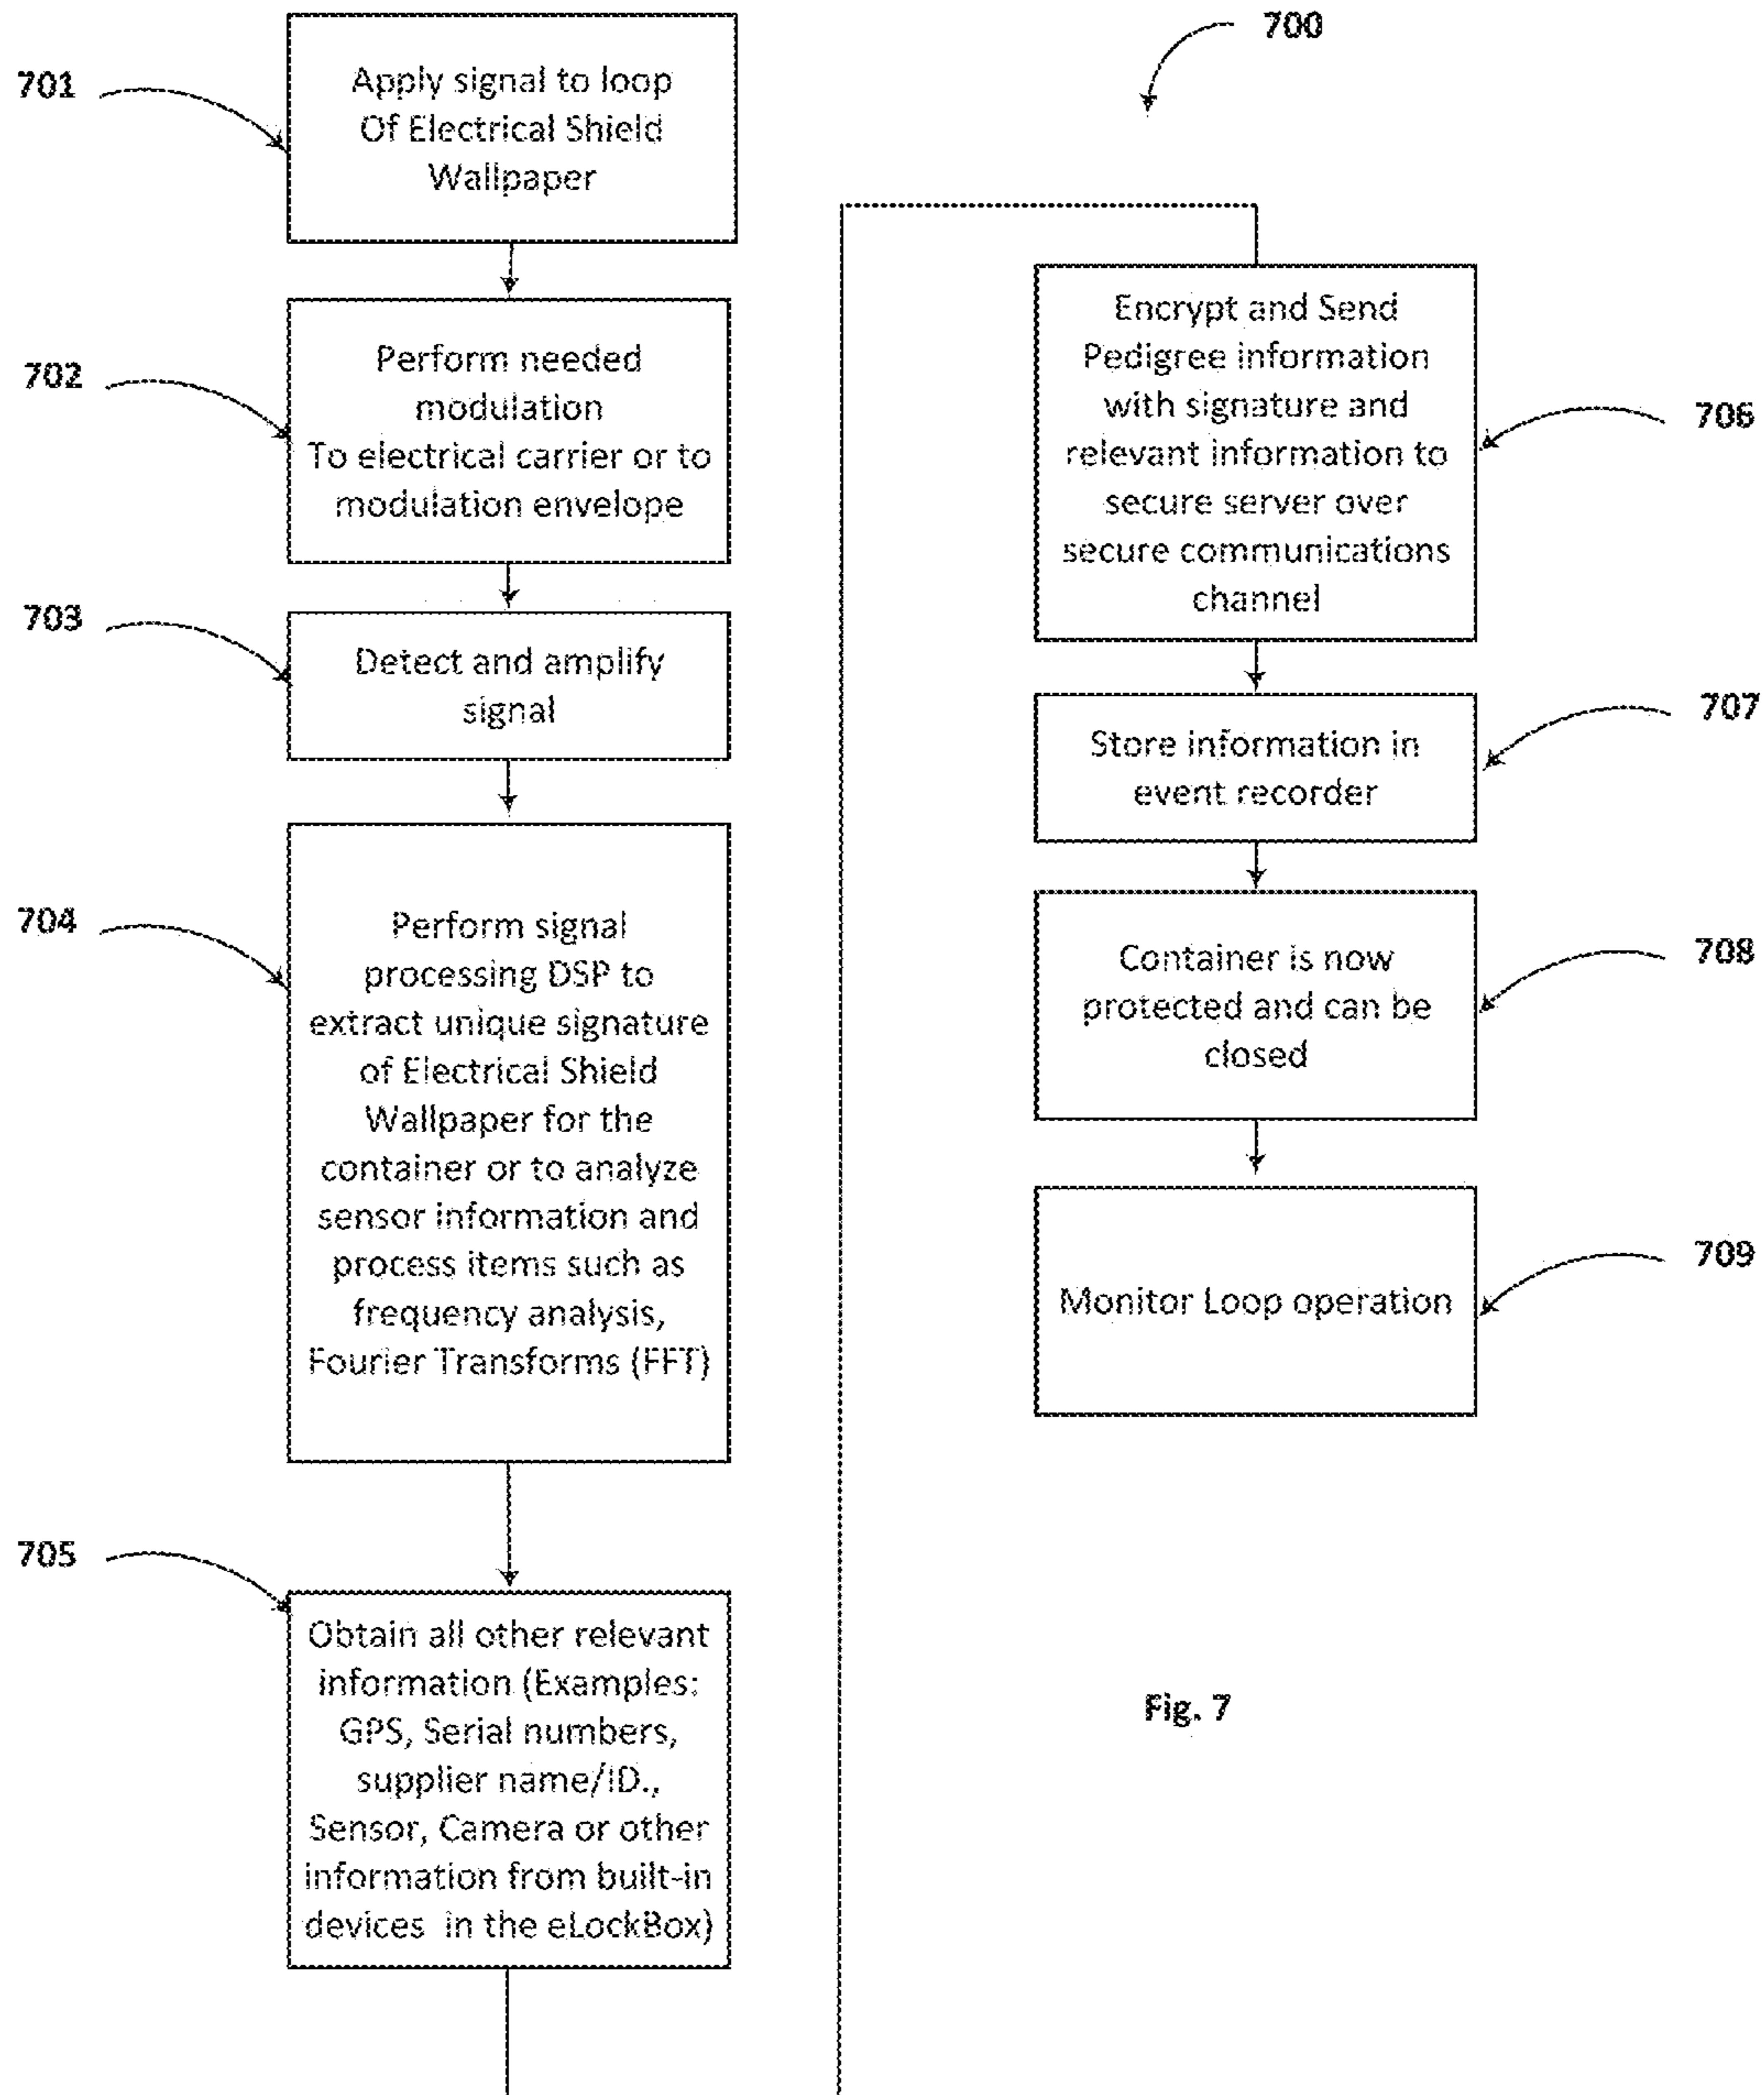 701
Apply signal to loop
Of Electrical Shield
Wallpaper
702
Perform needed
modulation
To electrical carrier or to
modulation envelope
703
Detect and amplify
signal
704
Perform signal
processing DSP to
extract unique signature
of Electrical Shield
Wallpaper for the
container or to analyze
sensor information and
process items such as
frequency analysis,
Fourier Transforms (FFT)
705
Obtain all other relevant
information (Examples:
GPS, Serial numbers,
supplier name/ID.,
Sensor, Camera or other
information from built-in
devices in the eLockBox)
700
Encrypt and Send
Pedigree information
with signature and
relevant information to
secure server over
secure communications
channel
706
Store information in
event recorder
707
Container is now
protected and can be
closed
708
Monitor Loop operation
709
Fig. 7